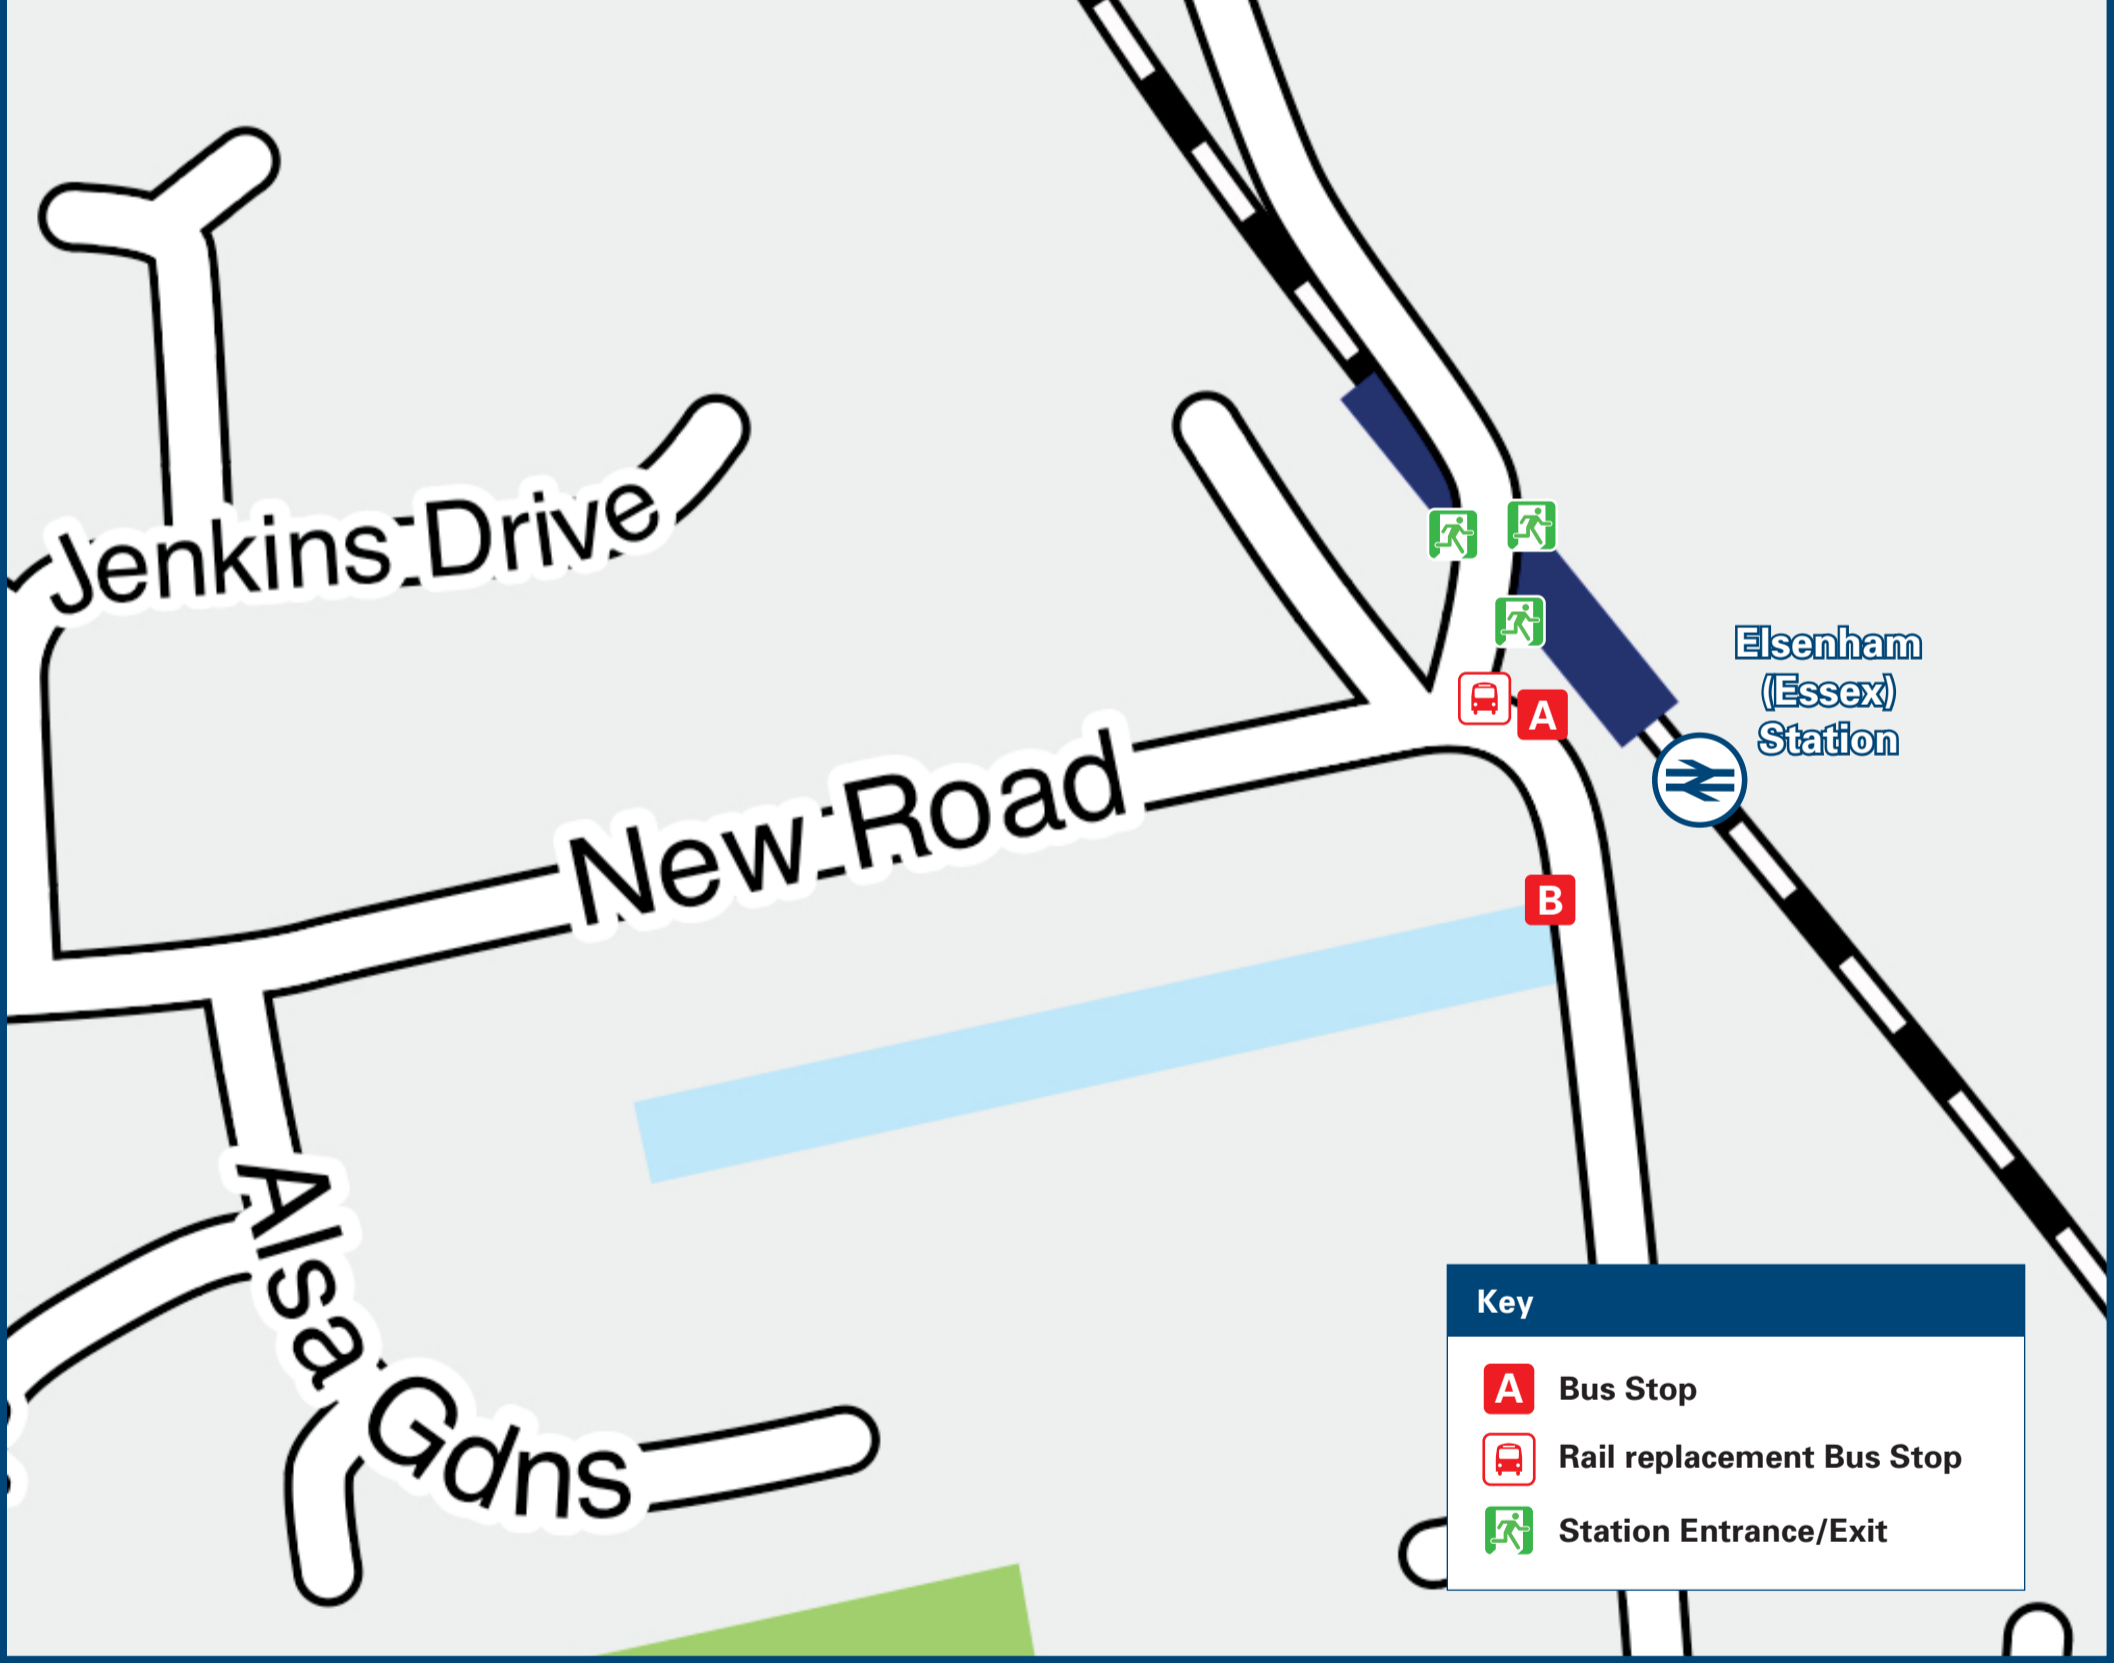 Jenkins Drive
Elsenham
(Essex)
Station
A
New Road
B
Alsa Gdns
Key
A Bus Stop
Rail replacement Bus Stop
Station Entrance/Exit